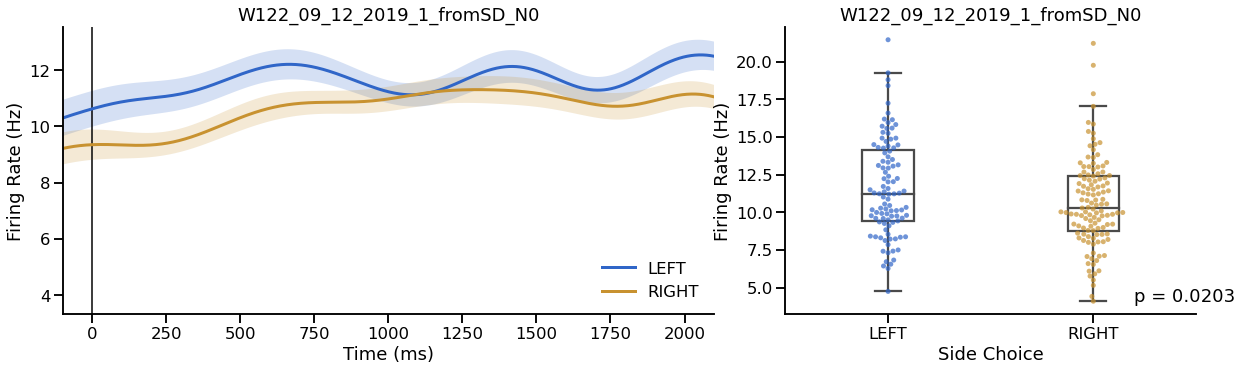 W122_09_12_2019_1_fromSD_N0
Firing Rate (Hz)
12
10
8
6
4
0
250
500
750
1000
1250
1500
1750
2000
Time (ms)
LEFT
RIGHT
W122_09_12_2019_1_fromSD_N0
Firing Rate (Hz)
20.0
17.5
15.0
12.5
10.0
7.5
5.0
p = 0.0203
LEFT
RIGHT
Side Choice